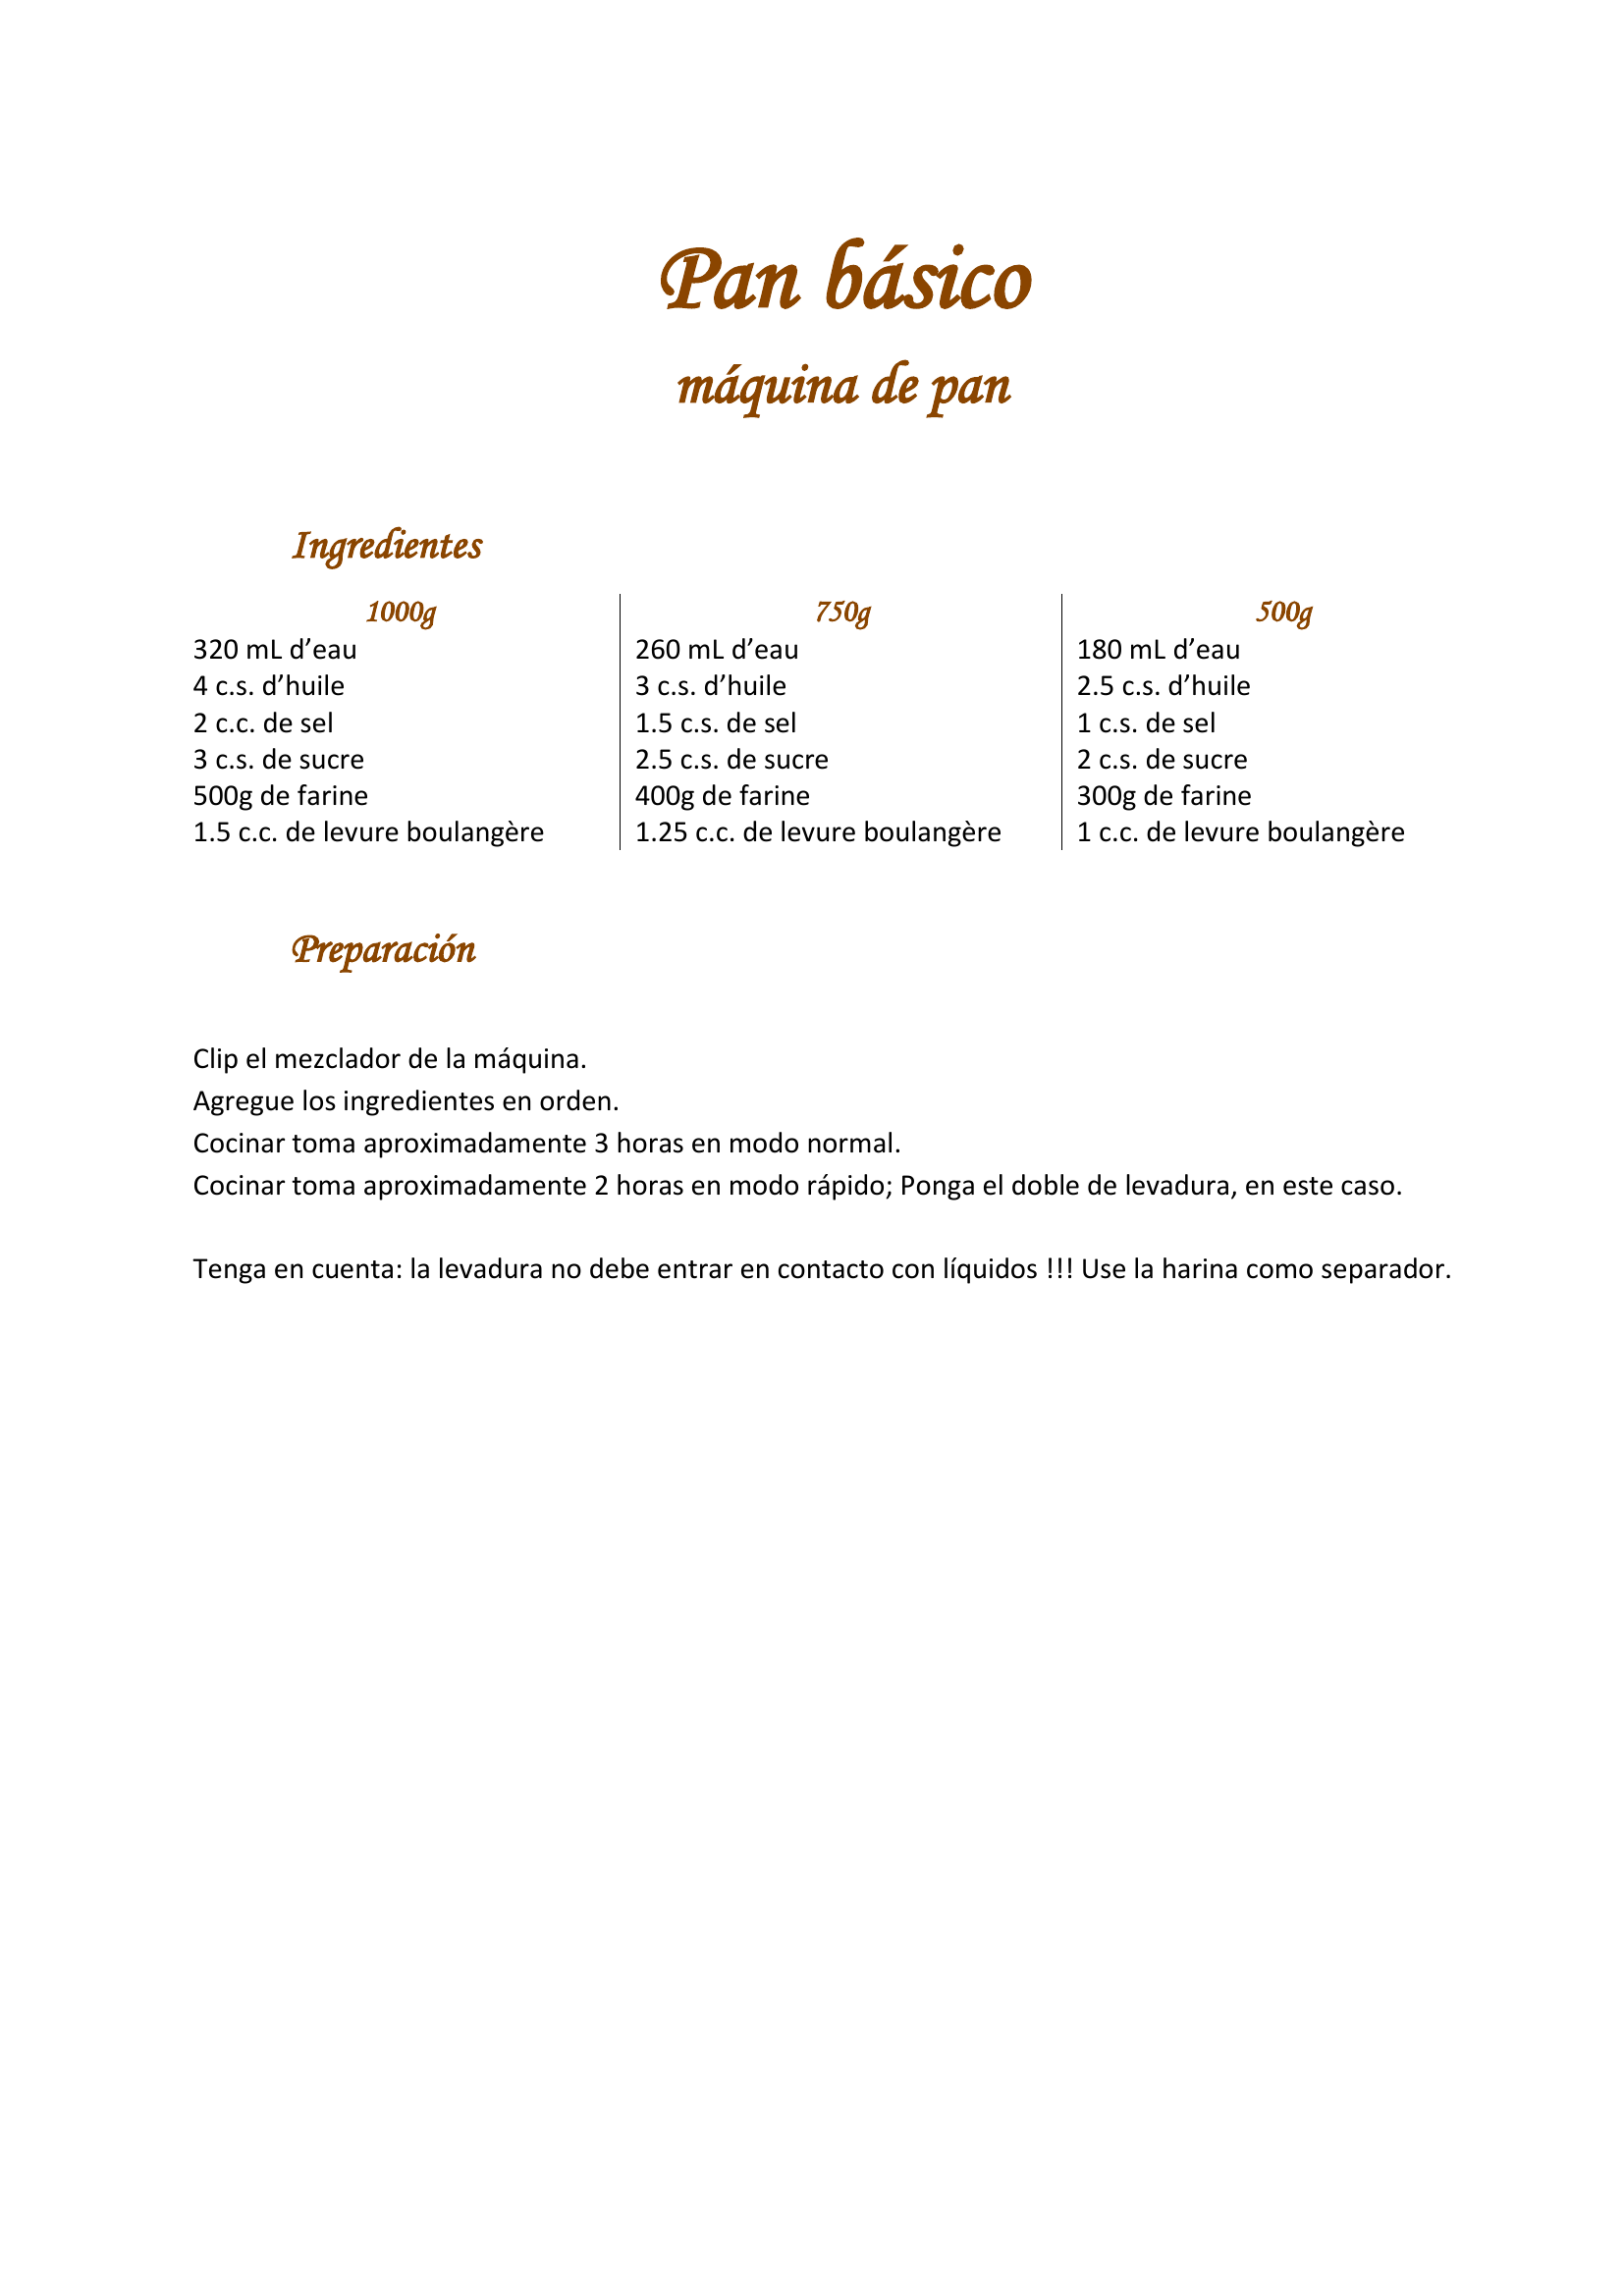 Pan básico
máquina de pan
Ingredientes
1000g
320 mL d’eau
4 c.s. d’huile
2 c.c. de sel
3 c.s. de sucre
500g de farine
1.5 c.c. de levure boulangère
750g
260 mL d’eau
3 c.s. d’huile
1.5 c.s. de sel
2.5 c.s. de sucre
400g de farine
1.25 c.c. de levure boulangère
500g
180 mL d’eau
2.5 c.s. d’huile
1 c.s. de sel
2 c.s. de sucre
300g de farine
1 c.c. de levure boulangère
Preparación
Clip el mezclador de la máquina.
Agregue los ingredientes en orden.
Cocinar toma aproximadamente 3 horas en modo normal.
Cocinar toma aproximadamente 2 horas en modo rápido; Ponga el doble de levadura, en este caso.
Tenga en cuenta: la levadura no debe entrar en contacto con líquidos !!! Use la harina como separador.